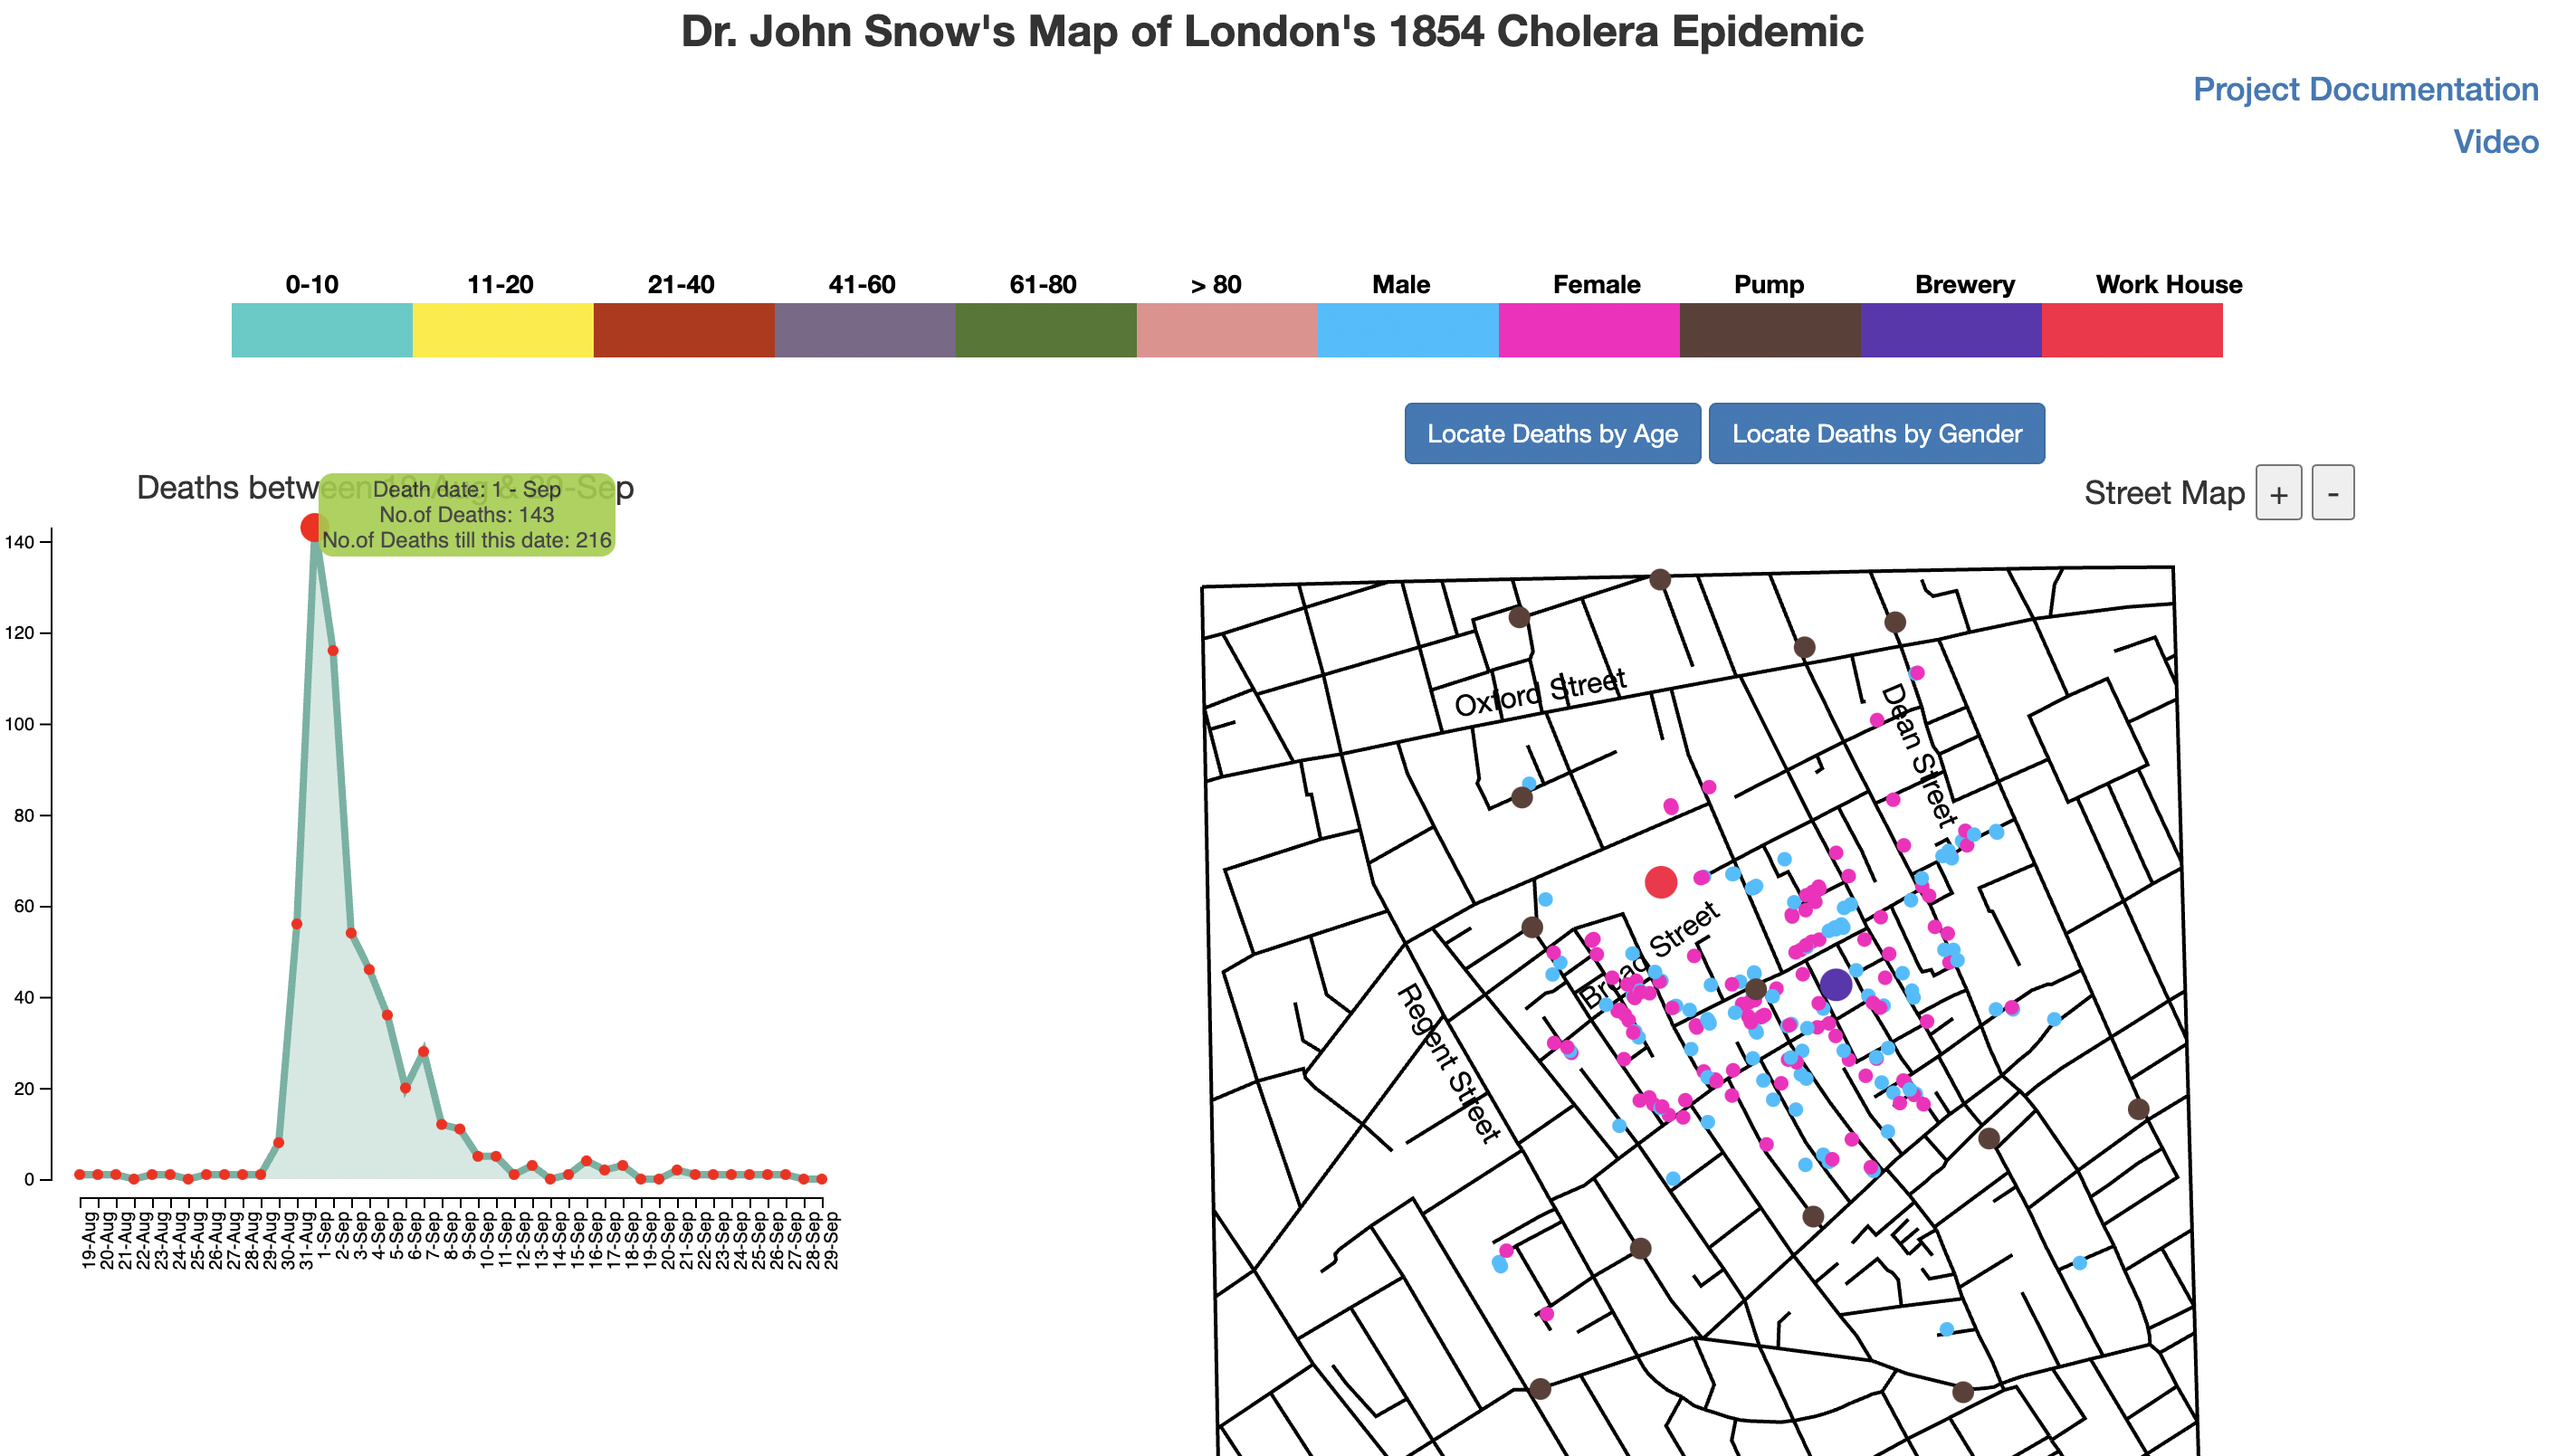 Dr. John Snow's Map of London's 1854 Cholera Epidemic
Project Documentation
Video
0-10 11-20 21-40 41-60 61-80 > 80 Male Female Pump Brewery Work House
Locate Deaths by Age Locate Deaths by Gender
Deaths between 19-Aug & 29-Sep
Death date: 1 - Sep
No.of Deaths: 143
No.of Deaths till this date: 216
Street Map + -
140
120
100
80
60
40
20
0
19-Aug
20-Aug
21-Aug
22-Aug
23-Aug
24-Aug
25-Aug
26-Aug
27-Aug
28-Aug
29-Aug
30-Aug
31-Aug
1-Sep
2-Sep
3-Sep
4-Sep
5-Sep
6-Sep
7-Sep
8-Sep
9-Sep
10-Sep
11-Sep
12-Sep
13-Sep
14-Sep
15-Sep
16-Sep
17-Sep
18-Sep
19-Sep
20-Sep
21-Sep
22-Sep
23-Sep
24-Sep
25-Sep
26-Sep
27-Sep
28-Sep
29-Sep
Oxford Street
Dean Street
Broad Street
Regent Street